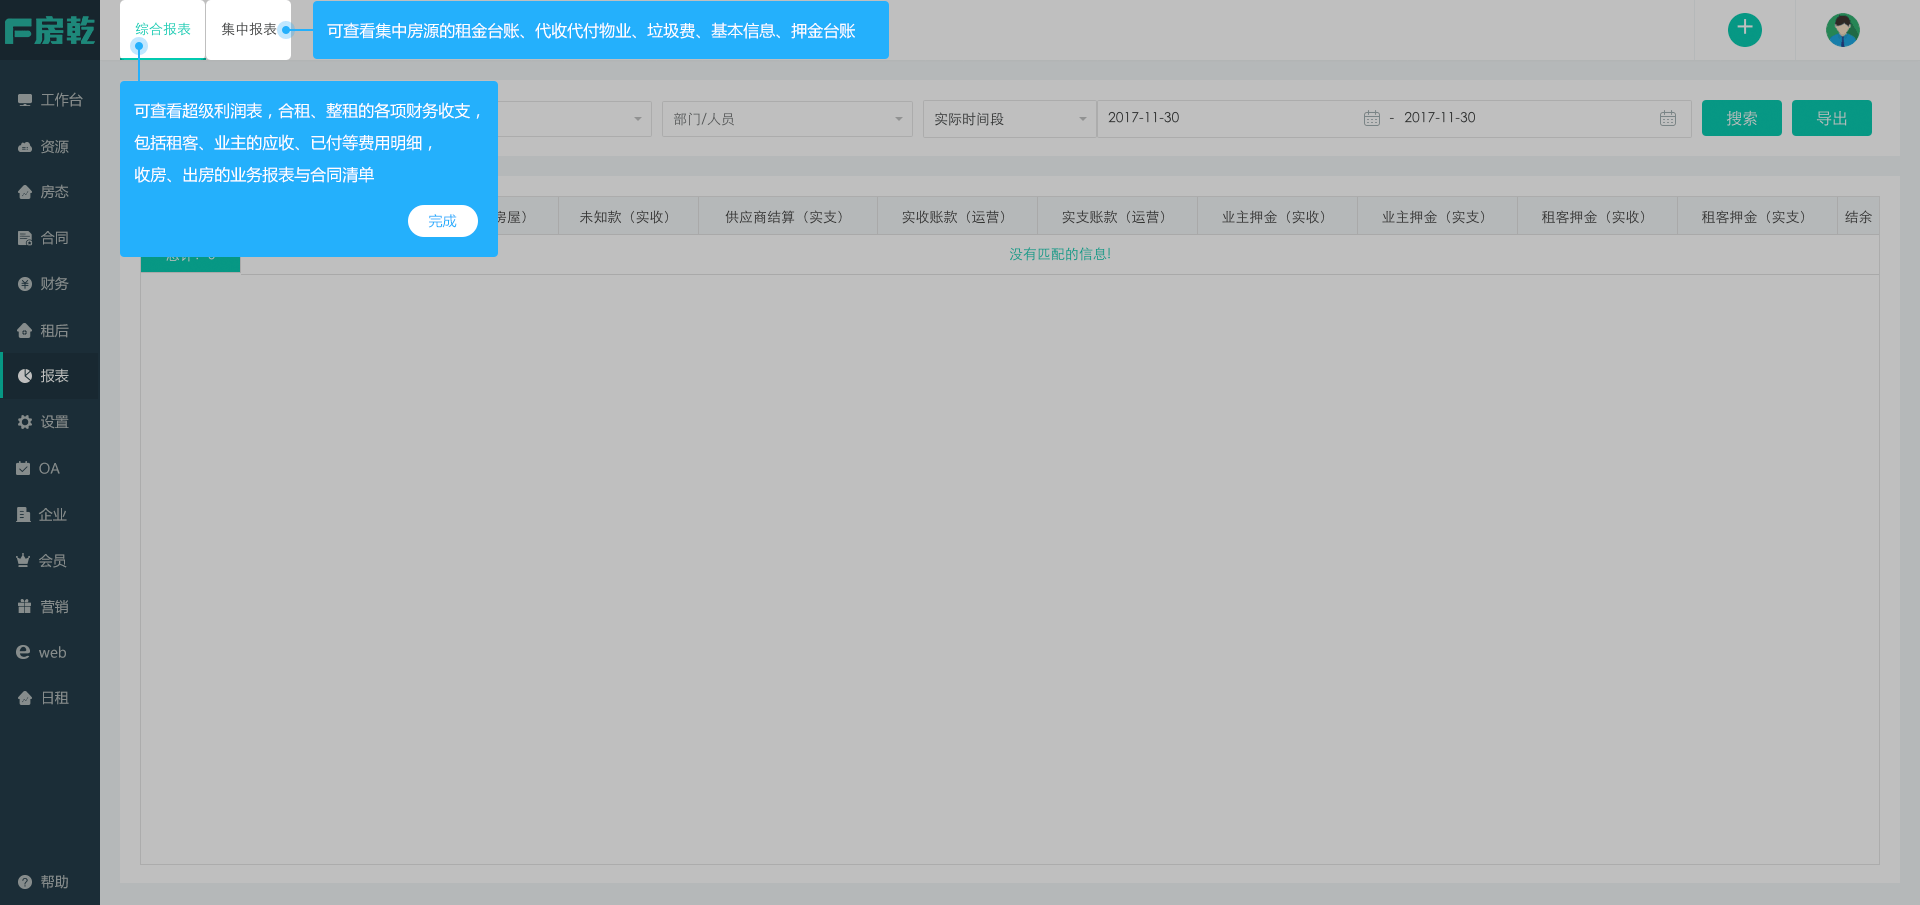 房乾
综合报表
集中报表
可查看集中房源的租金台账、代收代付物业、垃圾费、基本信息、押金台账
可查看超级利润表，合租、整租的各项财务收支，
包括租客、业主的应收、已付等费用明细，
收房、出房的业务报表与合同清单
完成
部门/人员
实际时间段
2017-11-30 - 2017-11-30
搜索
导出
房屋）
未知款（实收）
供应商结算（实支）
实收账款（运营）
实支账款（运营）
业主押金（实收）
业主押金（实支）
租客押金（实收）
租客押金（实支）
结余
没有匹配的信息!
工作台
资源
房态
合同
财务
租后
报表
设置
OA
企业
会员
营销
web
日租
帮助